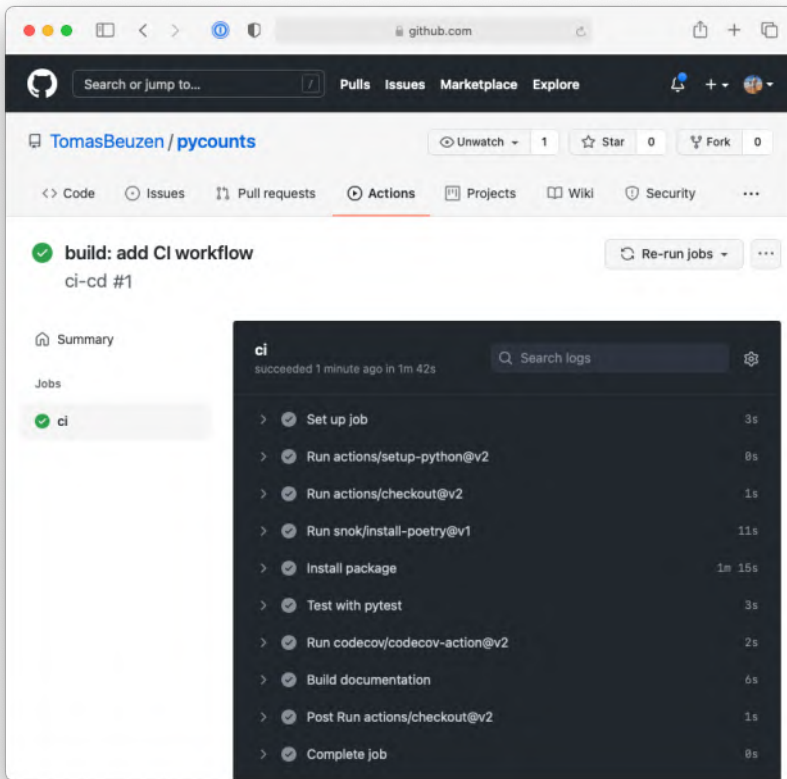 github.com
Search or jump to... / Pulls Issues Marketplace Explore
TomasBeuzen / pycounts Unwatch 1 Star 0 Fork 0
Code Issues Pull requests Actions Projects Wiki Security ...
build: add CI workflow Re-run jobs ...
ci-cd #1
Summary
Jobs
ci
ci
succeeded 1 minute ago in 1m 42s
Search logs
Set up job 3s
Run actions/setup-python@v2 0s
Run actions/checkout@v2 1s
Run snok/install-poetry@v1 11s
Install package 1m 15s
Test with pytest 3s
Run codecov/codecov-action@v2 2s
Build documentation 6s
Post Run actions/checkout@v2 1s
Complete job 0s